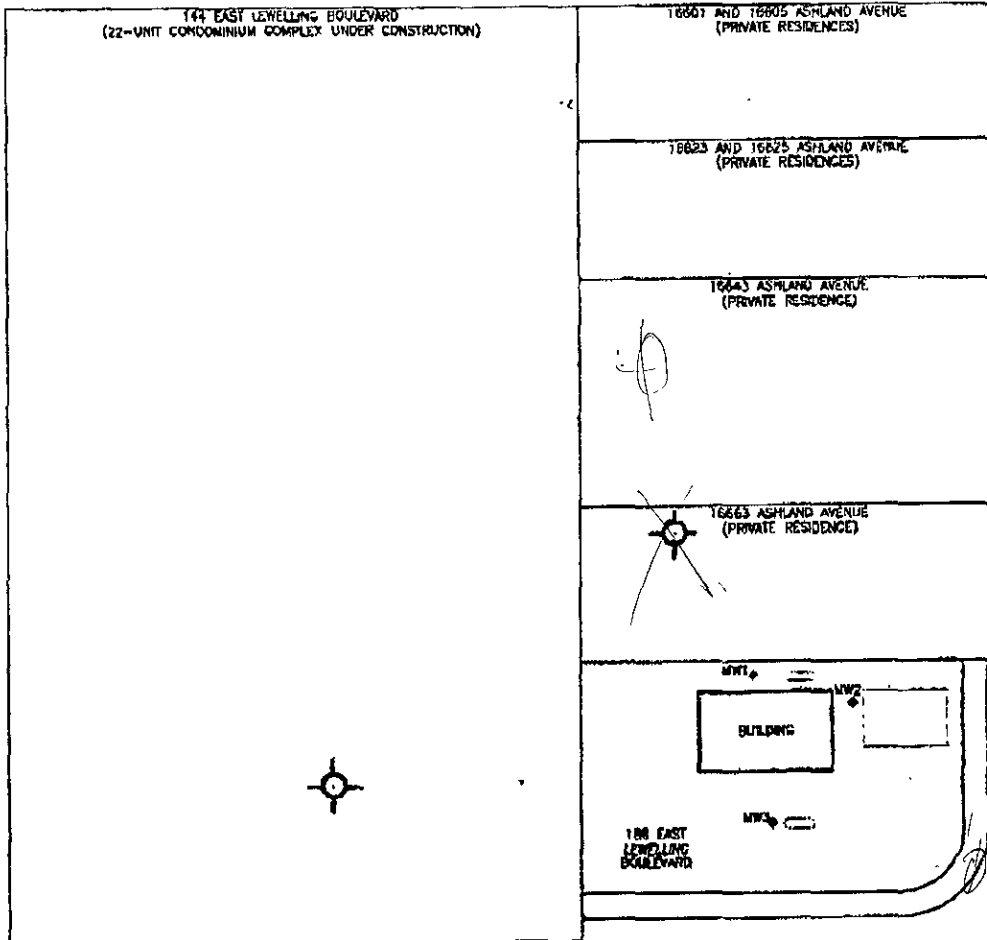 144 EAST LEWELLING BOULEVARD
(22-UNIT CONDOMINIUM COMPLEX UNDER CONSTRUCTION)
16601 AND 16605 ASHLAND AVENUE
(PRIVATE RESIDENCES)
16623 AND 16625 ASHLAND AVENUE
(PRIVATE RESIDENCES)
16643 ASHLAND AVENUE
(PRIVATE RESIDENCE)
16663 ASHLAND AVENUE
(PRIVATE RESIDENCE)
MW1
MW2
BUILDING
MW3
188 EAST
LEWELLING
BOULEVARD